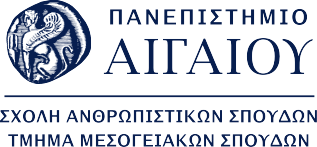 ΠΑΝΕΠΙΣΤΗΜΙΟ
ΑΙΓΑΙΟΥ
ΣΧΟΛΗ ΑΝΘΡΩΠΙΣΤΙΚΩΝ ΣΠΟΥΔΩΝ
ΤΜΗΜΑ ΜΕΣΟΓΕΙΑΚΩΝ ΣΠΟΥΔΩΝ